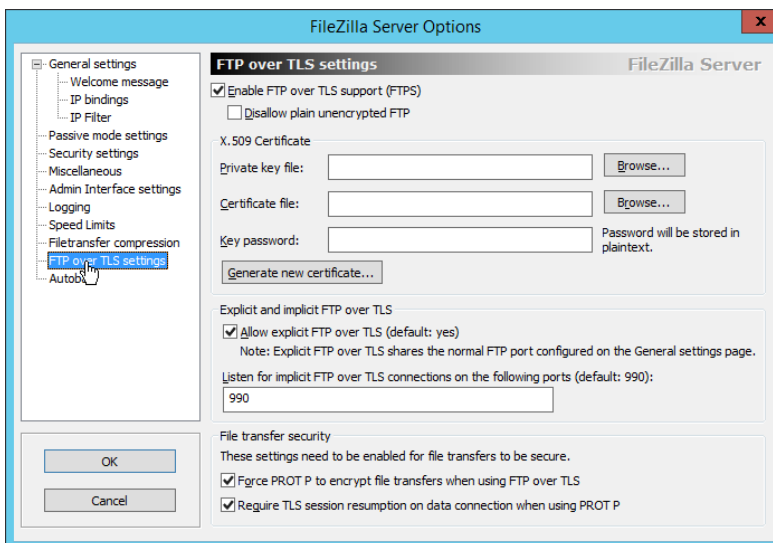 FileZilla Server Options
x
General settings
Welcome message
IP bindings
IP Filter
Passive mode settings
Security settings
Miscellaneous
Admin Interface settings
Logging
Speed Limits
Filetransfer compression
FTP over TLS settings
OK
Cancel
FTP over TLS settings
FileZilla Server
Enable FTP over TLS support (FTPS)
Disallow plain unencrypted FTP
X.509 Certificate
Private key file:
Browse...
Certificate file:
Browse...
Key password:
Password will be stored in
plaintext.
Generate new certificate...
Explicit and implicit FTP over TLS
Allow explicit FTP over TLS (default: yes)
Note: Explicit FTP over TLS shares the normal FTP port configured on the General settings page.
Listen for implicit FTP over TLS connections on the following ports (default: 990):
990
File transfer security
These settings need to be enabled for file transfers to be secure.
Force PROT P to encrypt file transfers when using FTP over TLS
Require TLS session resumption on data connection when using PROT P